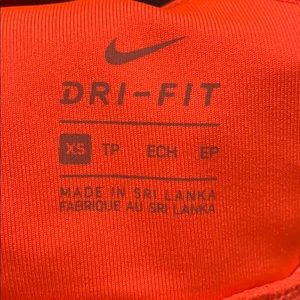 DRI-FIT
XS TP ECH EP
MADE IN SRI LANKA
FABRIQUE AU SRI LANKA